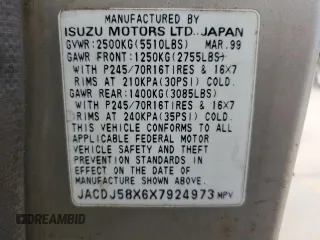 MANUFACTURED BY
ISUZU MOTORS LTD. JAPAN
GVWR: 2500KG(5510LBS) MAR. 99
GAWR FRONT: 1250KG(2755LBS)
WITH P245/70R16TIRES & 16X7
RIMS AT 210KPA(30PSI) COLD.
GAWR REAR: 1400KG(3085LBS)
WITH P245/70R16TIRES & 16X7
RIMS AT 240KPA(35PSI) COLD.
THIS VEHICLE CONFORMS TO ALL
APPLICABLE FEDERAL MOTOR
VEHICLE SAFETY AND THEFT
PREVENTION STANDARDS IN
EFFECT ON THE DATE OF
MANUFACTURE SHOWN ABOVE.
JACDJ58X6X7924973 MPV
DREAMBID